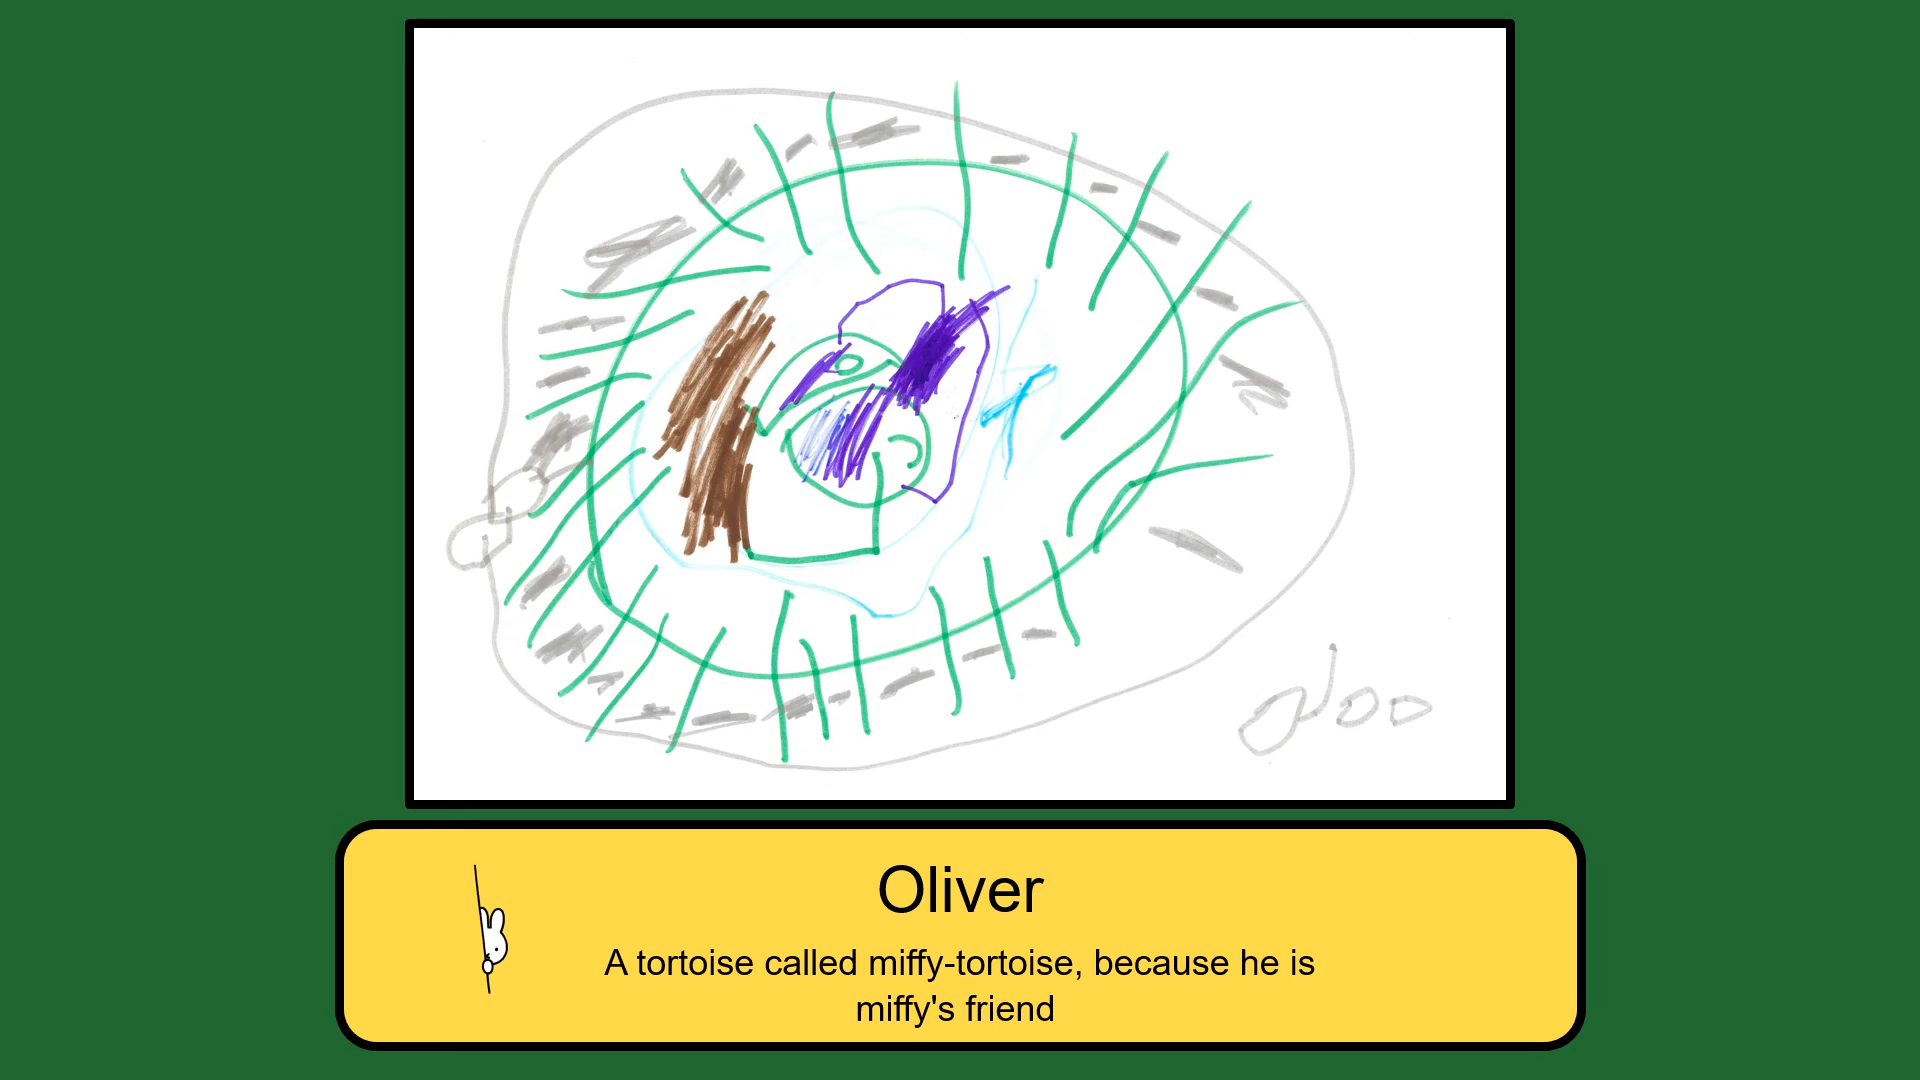 Oliver
A tortoise called miffy-tortoise, because he is
miffy's friend